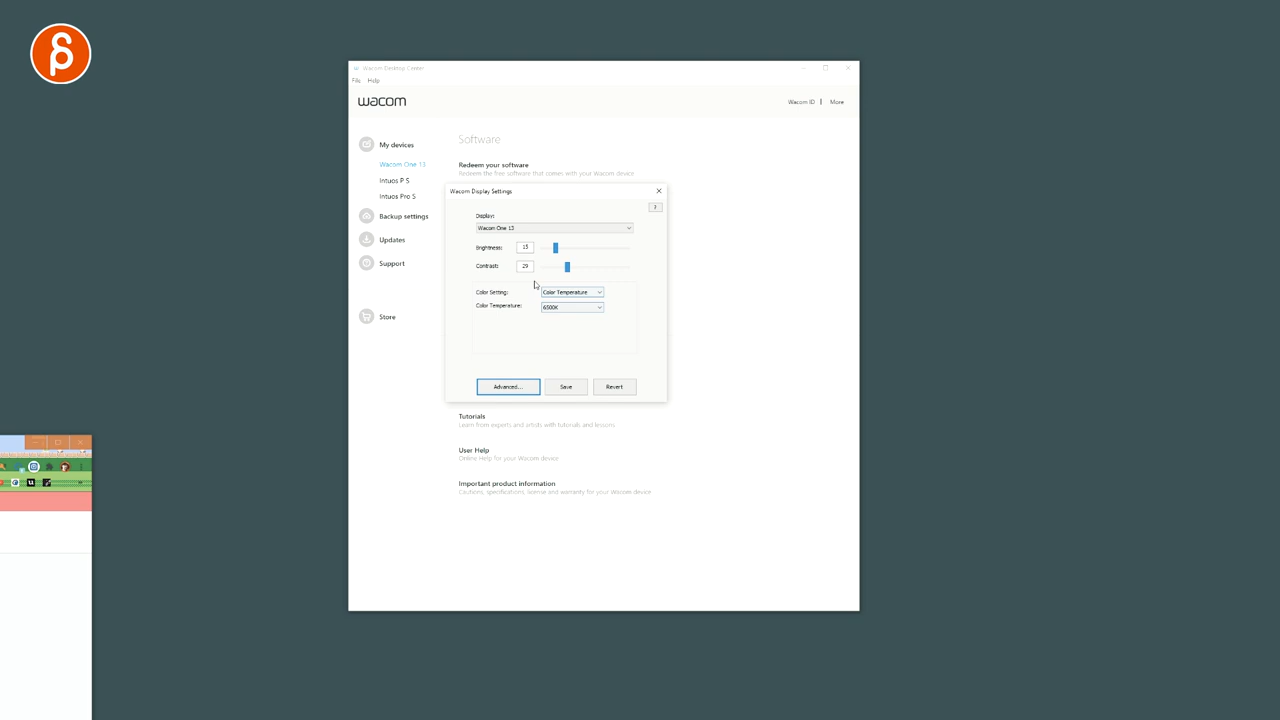 Wacom Desktop Center
File Help
wacom
Wacom ID | More
My devices
Wacom One 13
Intuos P S
Intuos Pro S
Backup settings
Updates
Support
Store
Software
Redeem your software
Redeem the free software that comes with your Wacom device
Wacom Display Settings
?
Display:
Wacom One 13
Brightness: 15
Contrast: 29
Color Setting: Color Temperature
Color Temperature: 6500K
Advanced... Save Revert
Tutorials
Learn from experts and artists with tutorials and lessons
User Help
Online Help for your Wacom device
Important product information
Cautions, specifications, license and warranty for your Wacom device